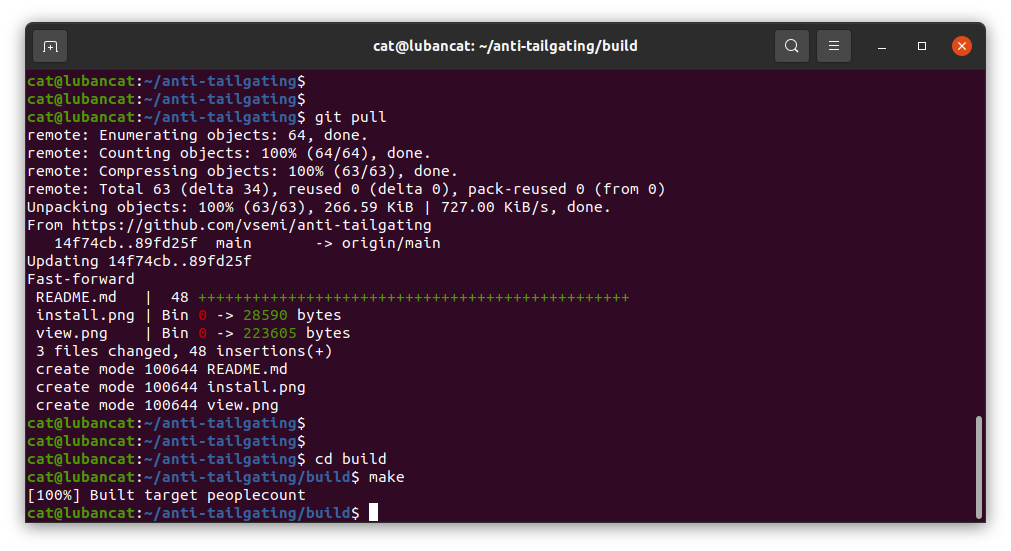 cat@lubancat: ~/anti-tailgating/build
cat@lubancat:~/anti-tailgating$
cat@lubancat:~/anti-tailgating$
cat@lubancat:~/anti-tailgating$ git pull
remote: Enumerating objects: 64, done.
remote: Counting objects: 100% (64/64), done.
remote: Compressing objects: 100% (63/63), done.
remote: Total 63 (delta 34), reused 0 (delta 0), pack-reused 0 (from 0)
Unpacking objects: 100% (63/63), 266.59 KiB | 727.00 KiB/s, done.
From https://github.com/vsemi/anti-tailgating
   14f74cb..89fd25f  main       -> origin/main
Updating 14f74cb..89fd25f
Fast-forward
 README.md   |  48 ++++++++++++++++++++++++++++++++++++++++++++++++
 install.png | Bin 0 -> 28590 bytes
 view.png    | Bin 0 -> 223605 bytes
 3 files changed, 48 insertions(+)
 create mode 100644 README.md
 create mode 100644 install.png
 create mode 100644 view.png
cat@lubancat:~/anti-tailgating$
cat@lubancat:~/anti-tailgating$
cat@lubancat:~/anti-tailgating$ cd build
cat@lubancat:~/anti-tailgating/build$ make
[100%] Built target peoplecount
cat@lubancat:~/anti-tailgating/build$